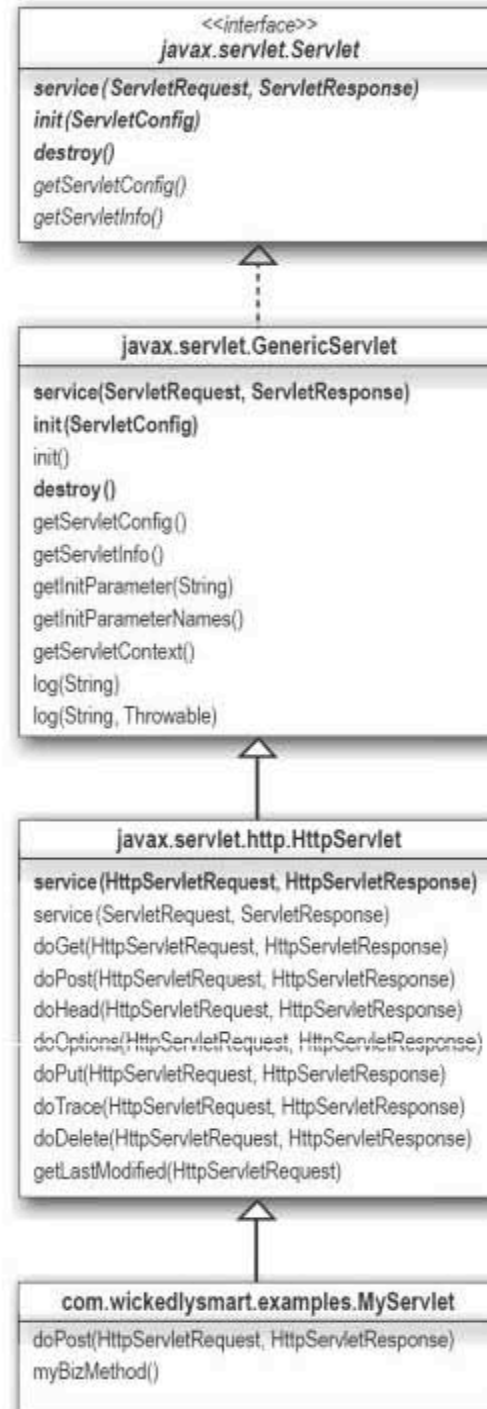 <<interface>>
javax.servlet.Servlet
service(ServletRequest, ServletResponse)
init(ServletConfig)
destroy()
getServletConfig()
getServletInfo()
javax.servlet.GenericServlet
service(ServletRequest, ServletResponse)
init(ServletConfig)
init()
destroy()
getServletConfig()
getServletInfo()
getInitParameter(String)
getInitParameterNames()
getServletContext()
log(String)
log(String, Throwable)
javax.servlet.http.HttpServlet
service(HttpServletRequest, HttpServletResponse)
service(ServletRequest, ServletResponse)
doGet(HttpServletRequest, HttpServletResponse)
doPost(HttpServletRequest, HttpServletResponse)
doHead(HttpServletRequest, HttpServletResponse)
doOptions(HttpServletRequest, HttpServletResponse)
doPut(HttpServletRequest, HttpServletResponse)
doTrace(HttpServletRequest, HttpServletResponse)
doDelete(HttpServletRequest, HttpServletResponse)
getLastModified(HttpServletRequest)
com.wickedlysmart.examples.MyServlet
doPost(HttpServletRequest, HttpServletResponse)
myBizMethod()